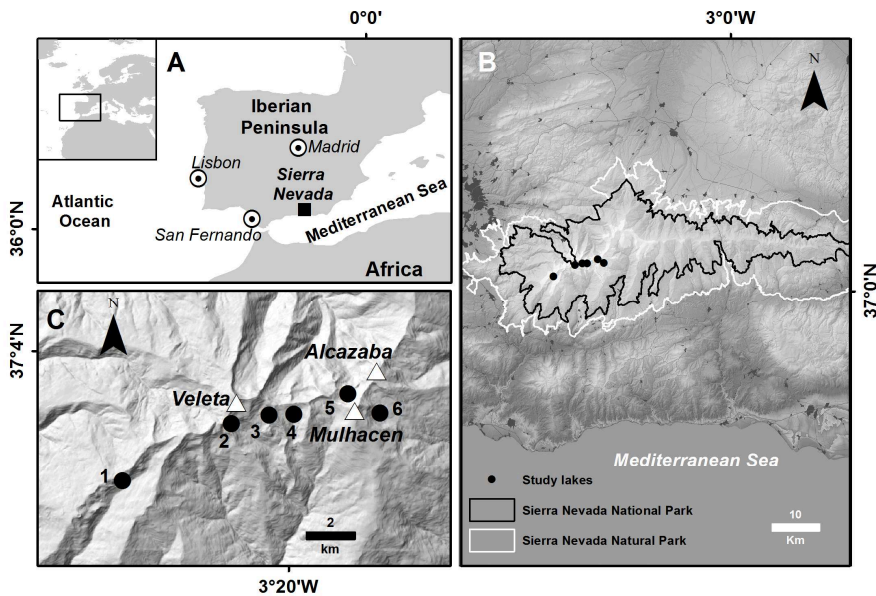 0°0'
3°0'W
A
Iberian
Peninsula
Madrid
Lisbon
Sierra
Nevada
Atlantic
Ocean
Mediterranean Sea
San Fernando
Africa
36°0'N
B
N
37°0'N
Mediterranean Sea
Study lakes
Sierra Nevada National Park
Sierra Nevada Natural Park
10
Km
C
N
37°4'
Alcazaba
Veleta
5
6
2
3
4
Mulhacen
1
2
km
3°20'W